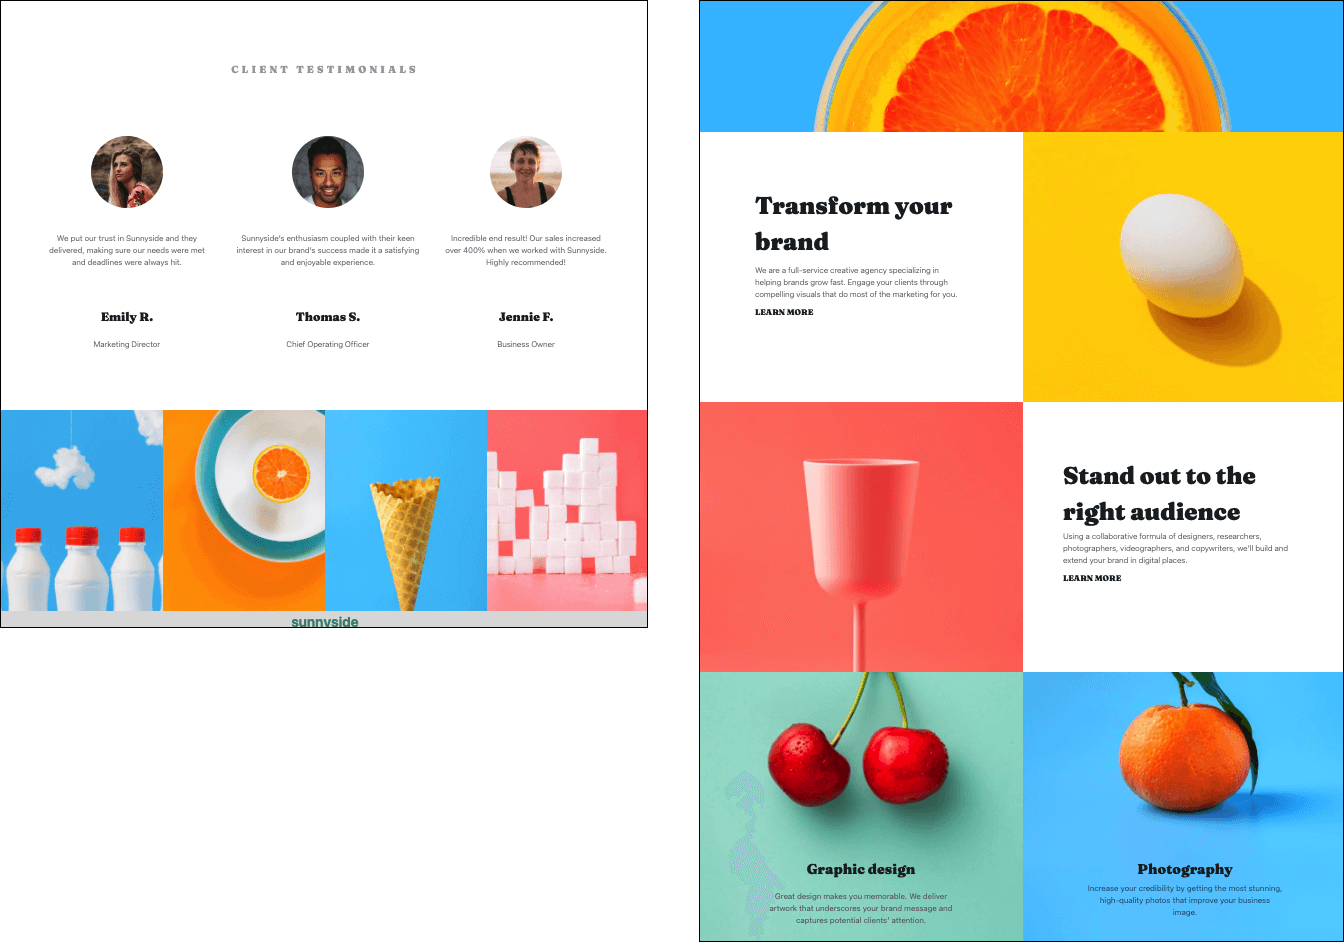 CLIENT TESTIMONIALS
We put our trust in Sunnyside and they
delivered, making sure our needs were met
and deadlines were always hit.
Emily R.
Marketing Director
Sunnyside's enthusiasm coupled with their keen
interest in our brand's success made it a satisfying
and enjoyable experience.
Thomas S.
Chief Operating Officer
Incredible end result! Our sales increased
over 400% when we worked with Sunnyside.
Highly recommended!
Jennie F.
Business Owner
sunnyside
Transform your
brand
We are a full-service creative agency specializing in
helping brands grow fast. Engage your clients through
compelling visuals that do most of the marketing for you.
LEARN MORE
Stand out to the
right audience
Using a collaborative formula of designers, researchers,
photographers, videographers, and copywriters, we'll build and
extend your brand in digital places.
LEARN MORE
Graphic design
Great design makes you memorable. We deliver
artwork that underscores your brand message and
captures potential clients' attention.
Photography
Increase your credibility by getting the most stunning,
high-quality photos that improve your business
image.